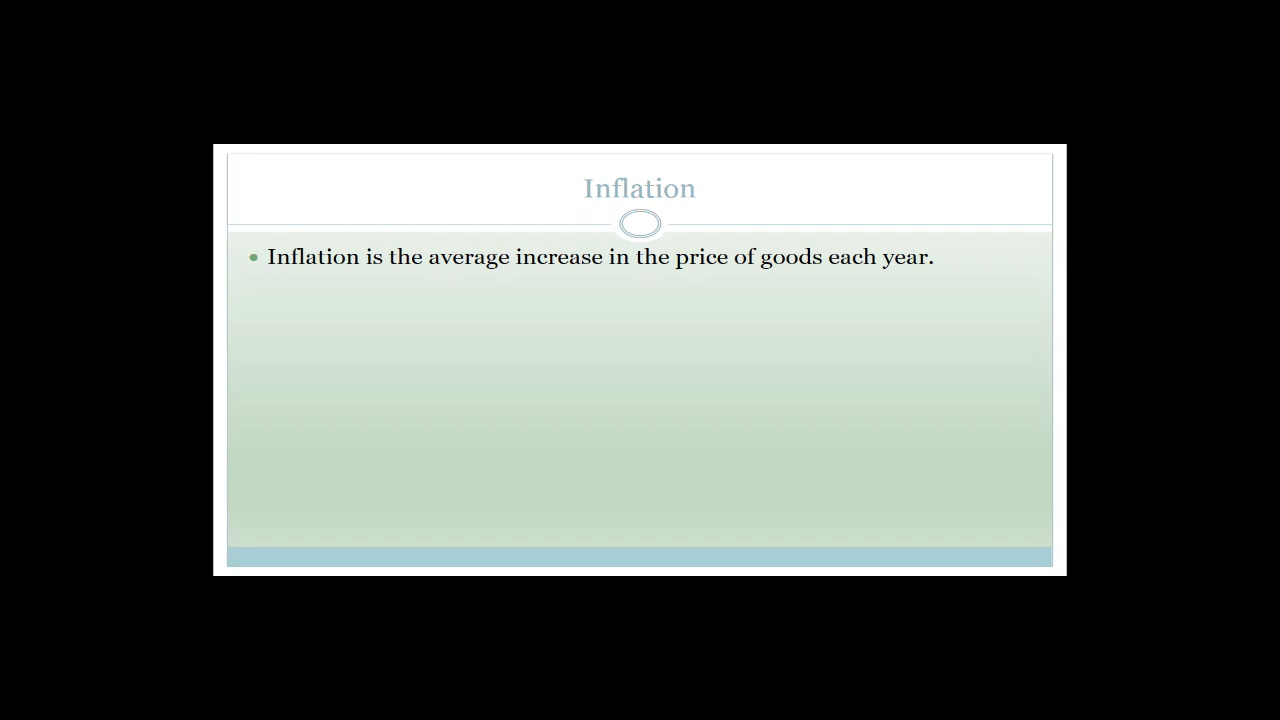 Inflation
• Inflation is the average increase in the price of goods each year.